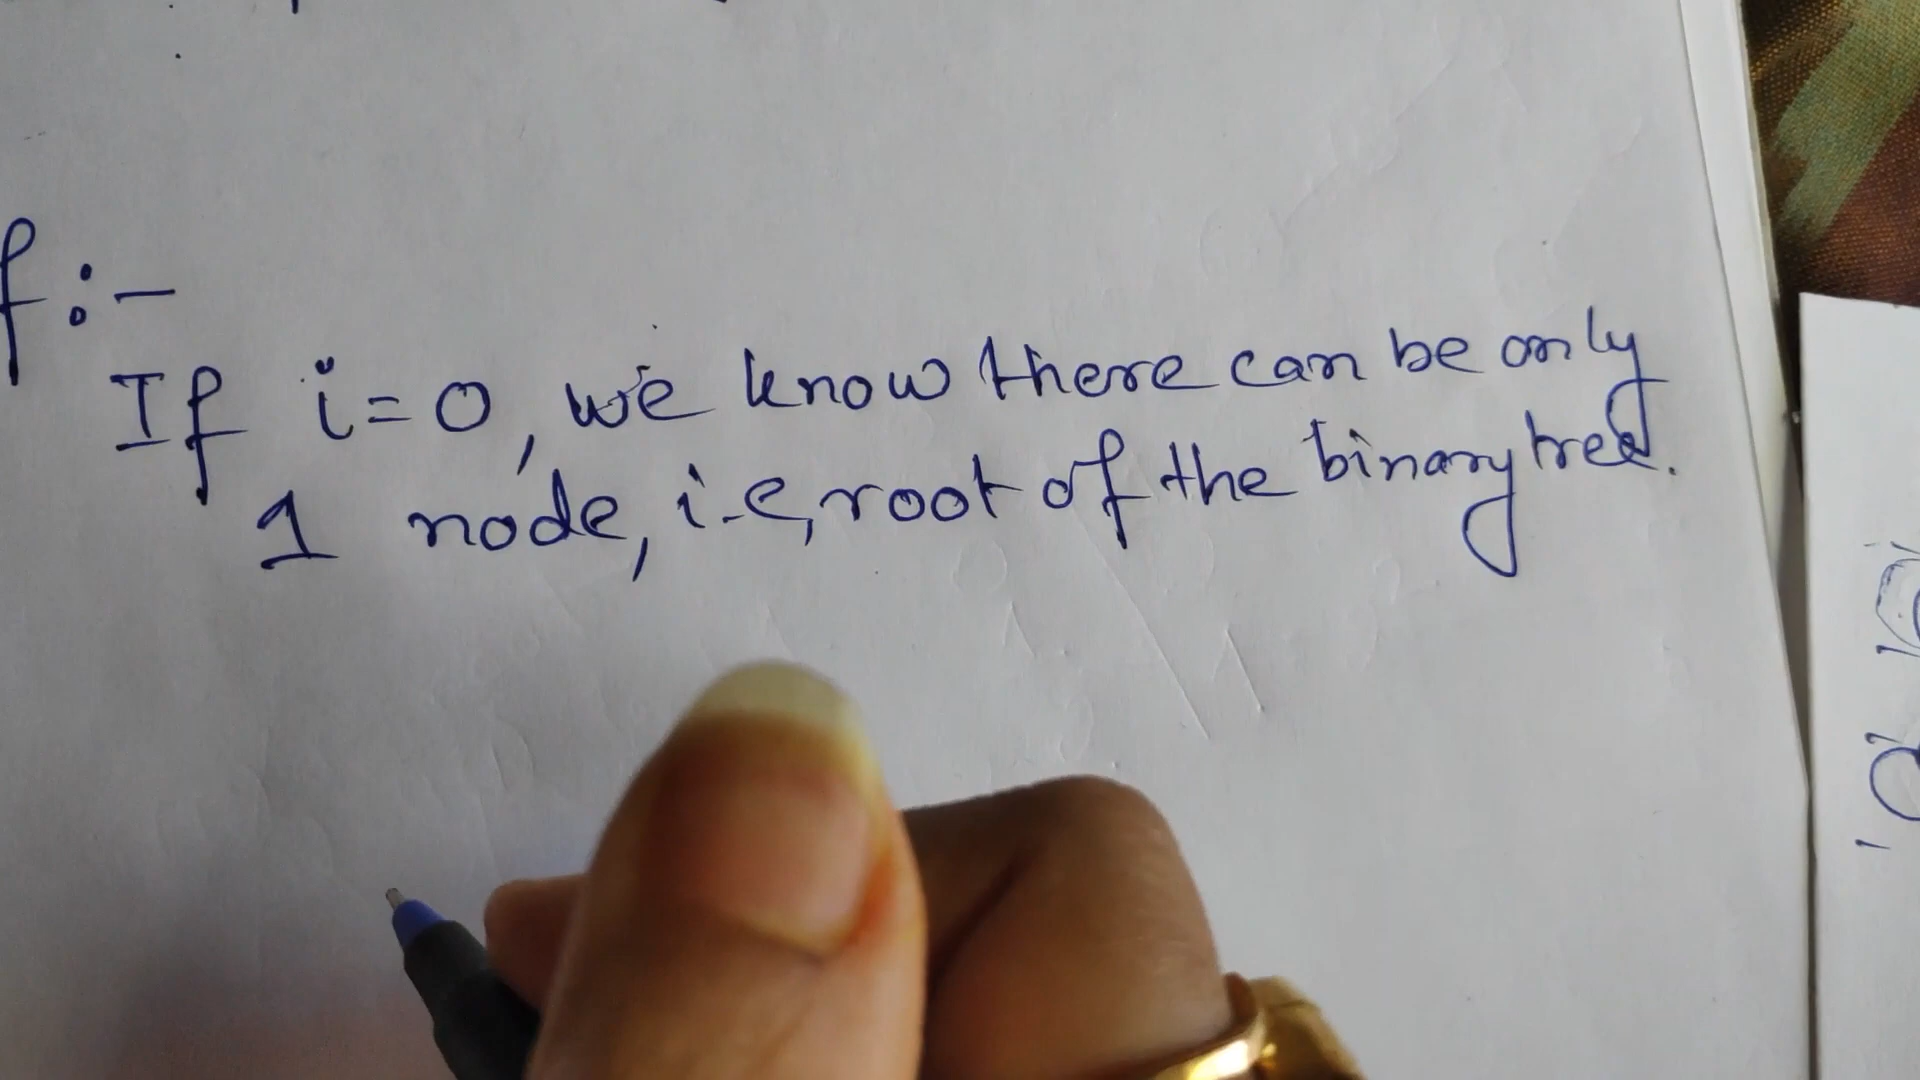 f:-
If i=0, we know there can be only
1 node, i.e, root of the binary tree.